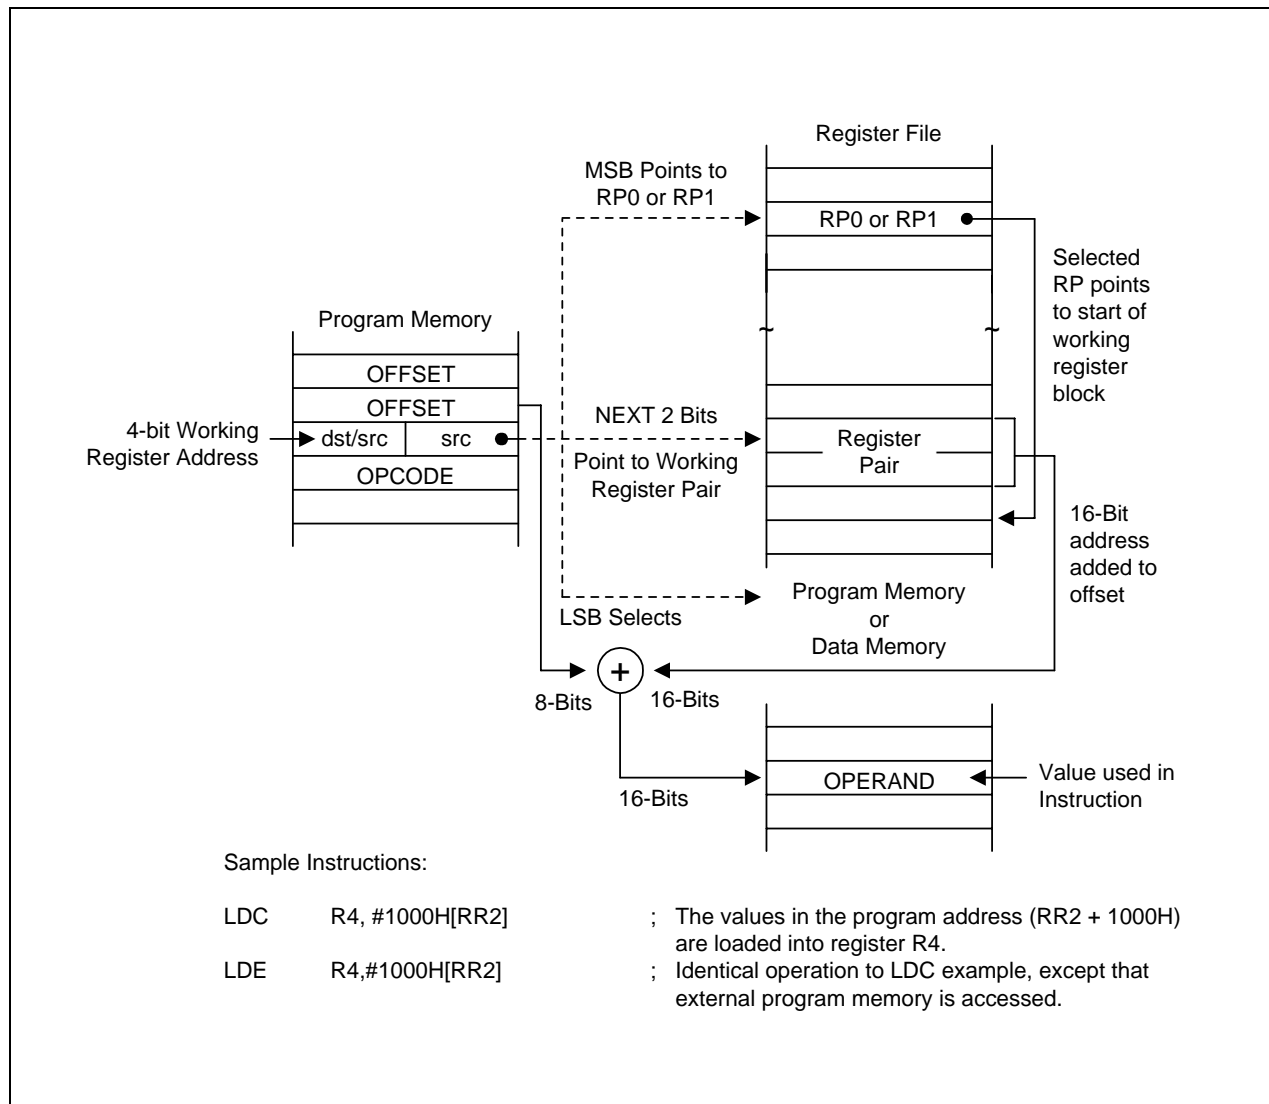 Register File
MSB Points to
RP0 or RP1
RP0 or RP1
Selected
RP points
to start of
working
register
block
~ ~
Program Memory
OFFSET
OFFSET
4-bit Working
Register Address
dst/src src
OPCODE
NEXT 2 Bits
Point to Working
Register Pair
Register
Pair
16-Bit
address
added to
offset
LSB Selects
Program Memory
or
Data Memory
+
8-Bits 16-Bits
16-Bits
OPERAND
Value used in
Instruction
Sample Instructions:
LDC R4, #1000H[RR2] ; The values in the program address (RR2 + 1000H)
are loaded into register R4.
LDE R4,#1000H[RR2] ; Identical operation to LDC example, except that
external program memory is accessed.